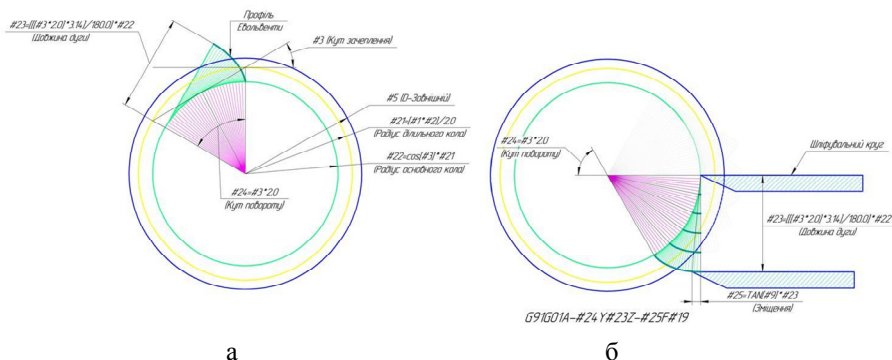 Профіль
Евольвенти
#23=[[[#3*2.0]*3.14]/180.0]*#22
(Довжина дуги)
#3 (Кут зачеплення)
#5 (D-Зовнішній)
#21=[#1*#2]/2.0
(Радіус ділильного кола)
#22=cos[#3]*#21
(Радіус основного кола)
#24=#3*2.0
(Кут повороту)
а
#24=#3*2.0
(Кут повароту)
Шліфувальний круг
#23=[[[#3*2.0]*3.14]/180.0]*#22
(Довжина дуги)
#25=TAN[#9]*#23
(Зміщення)
G91G01A-#24Y#23Z-#25F#19
б